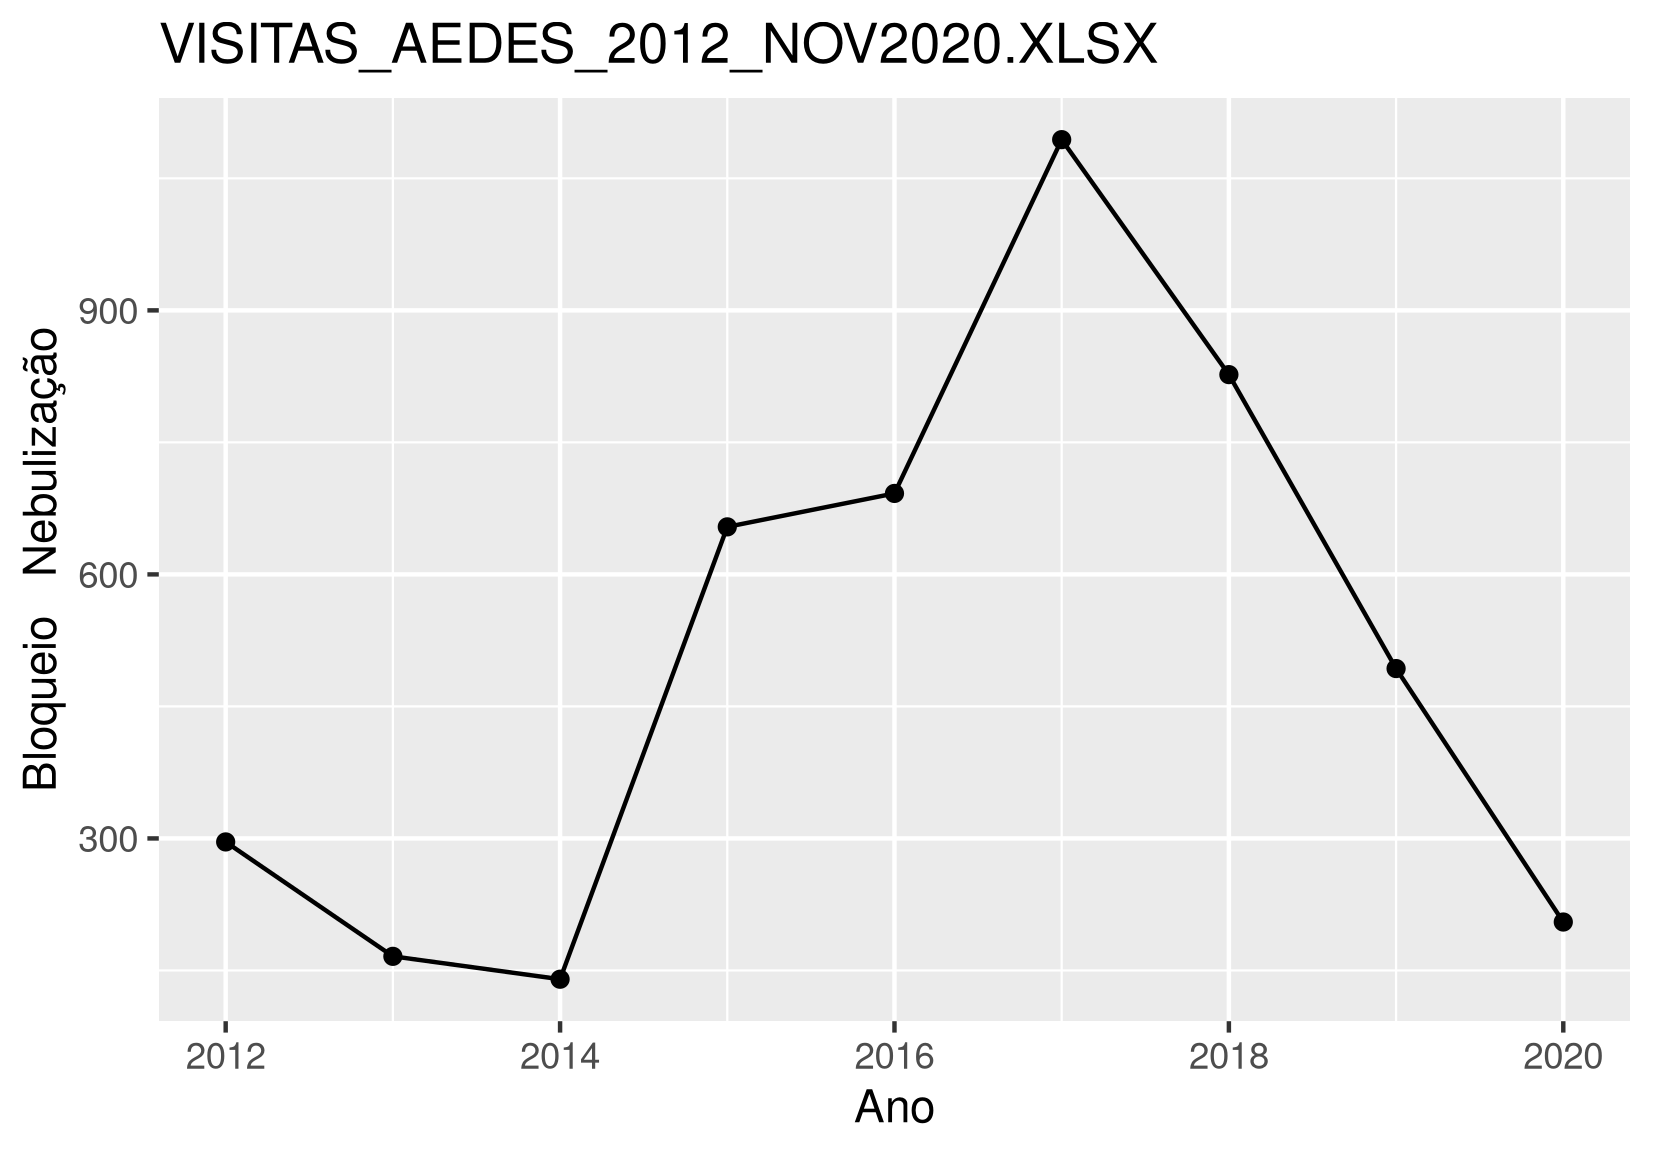 VISITAS_AEDES_2012_NOV2020.XLSX
Bloqueio  Nebulização
900
600
300
2012 2014 2016 2018 2020
Ano